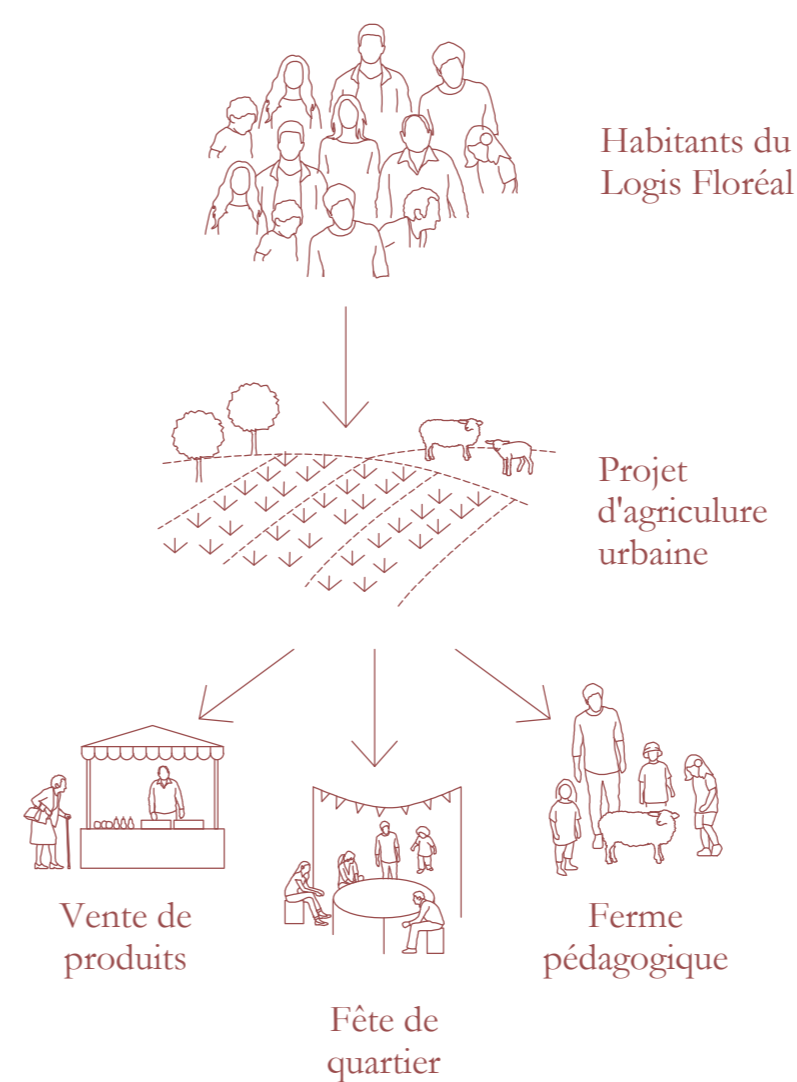 Habitants du
Logis Floréal
Projet
d'agriculure
urbaine
Vente de
produits
Ferme
pédagogique
Fête de
quartier